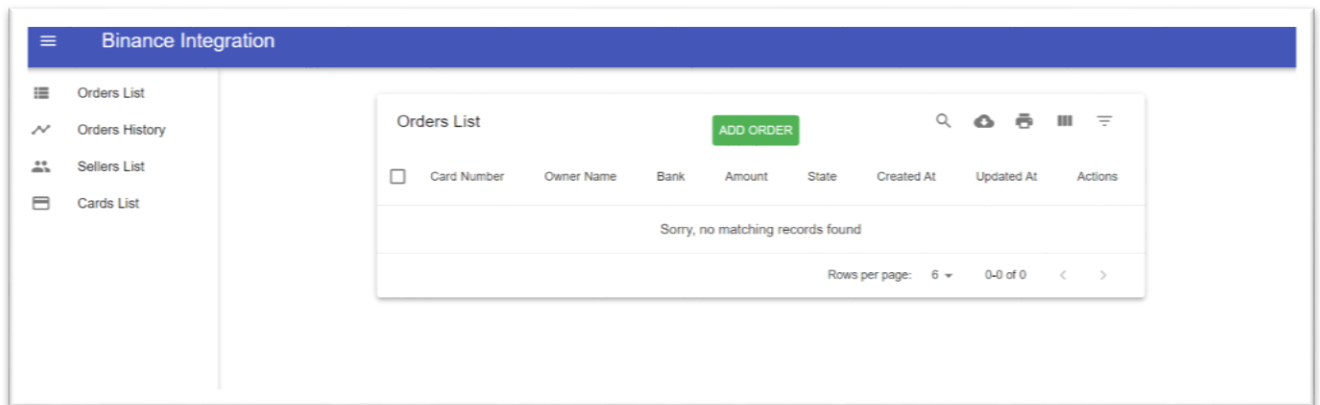 Binance Integration
Orders List
Orders History
Sellers List
Cards List
Orders List
ADD ORDER
Card Number Owner Name Bank Amount State Created At Updated At Actions
Sorry, no matching records found
Rows per page: 6 0-0 of 0